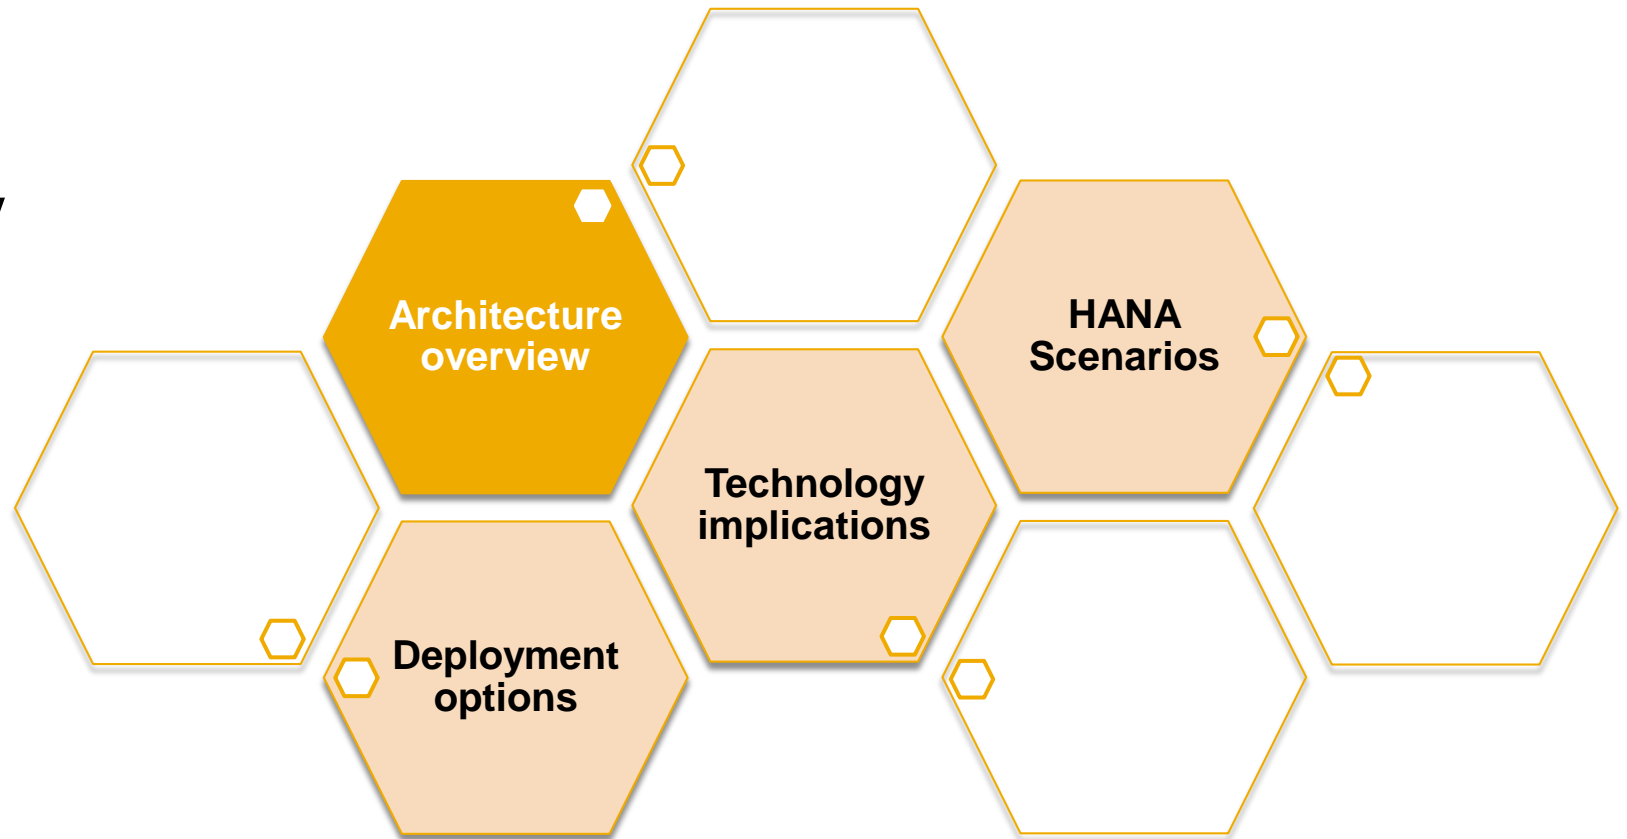 Architecture
overview
HANA
Scenarios
Technology
implications
Deployment
options